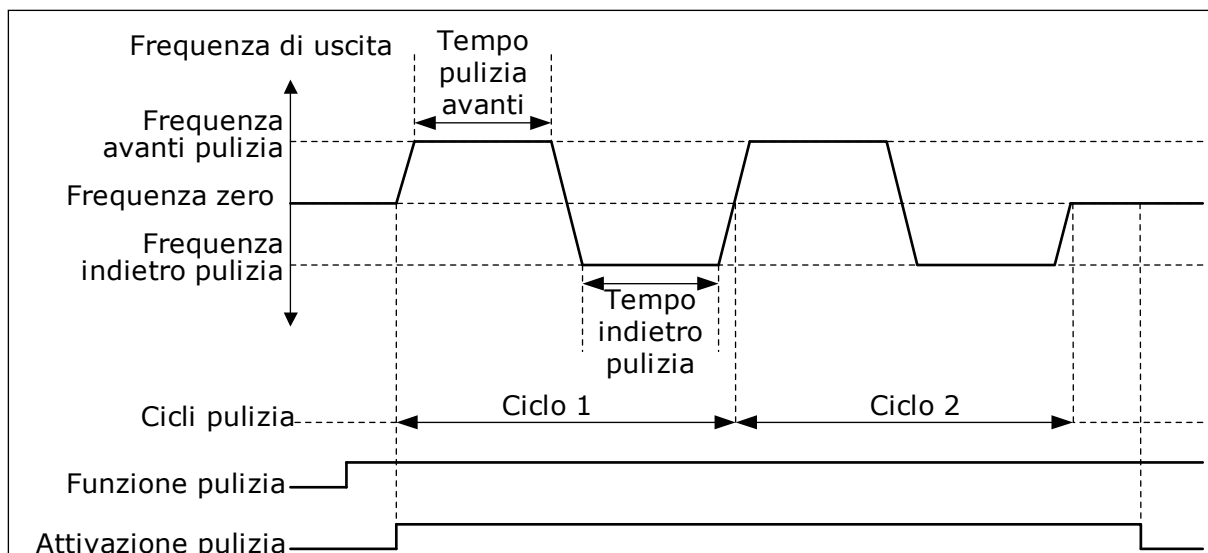 Frequenza di uscita
Tempo
pulizia
avanti
Frequenza
avanti pulizia
Frequenza zero
Frequenza
indietro pulizia
Tempo
indietro
pulizia
Cicli pulizia
Ciclo 1
Ciclo 2
Funzione pulizia
Attivazione pulizia